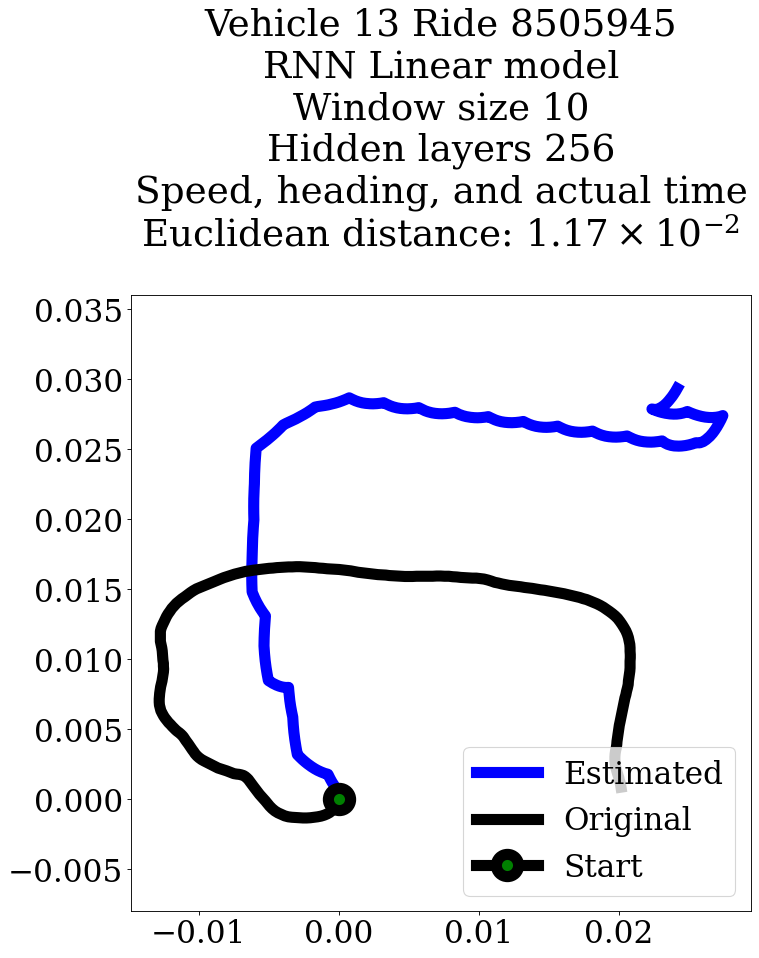 Vehicle 13 Ride 8505945
RNN Linear model
Window size 10
Hidden layers 256
Speed, heading, and actual time
Euclidean distance: 1.17 × 10⁻²
0.035
0.030
0.025
0.020
0.015
0.010
0.005
0.000
−0.005
Estimated
Original
Start
−0.01
0.00
0.01
0.02